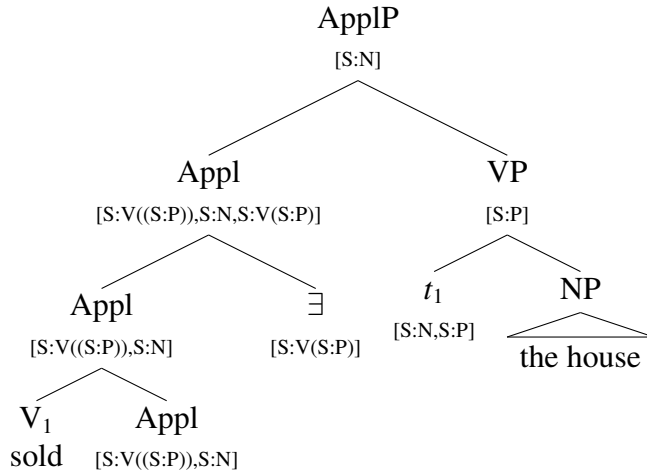 ApplP
[S:N]
Appl VP
[S:V((S:P)),S:N,S:V(S:P)] [S:P]
Appl ∃ t₁ NP
[S:V((S:P)),S:N] [S:V(S:P)] [S:N,S:P] the house
V₁ Appl
sold [S:V((S:P)),S:N]